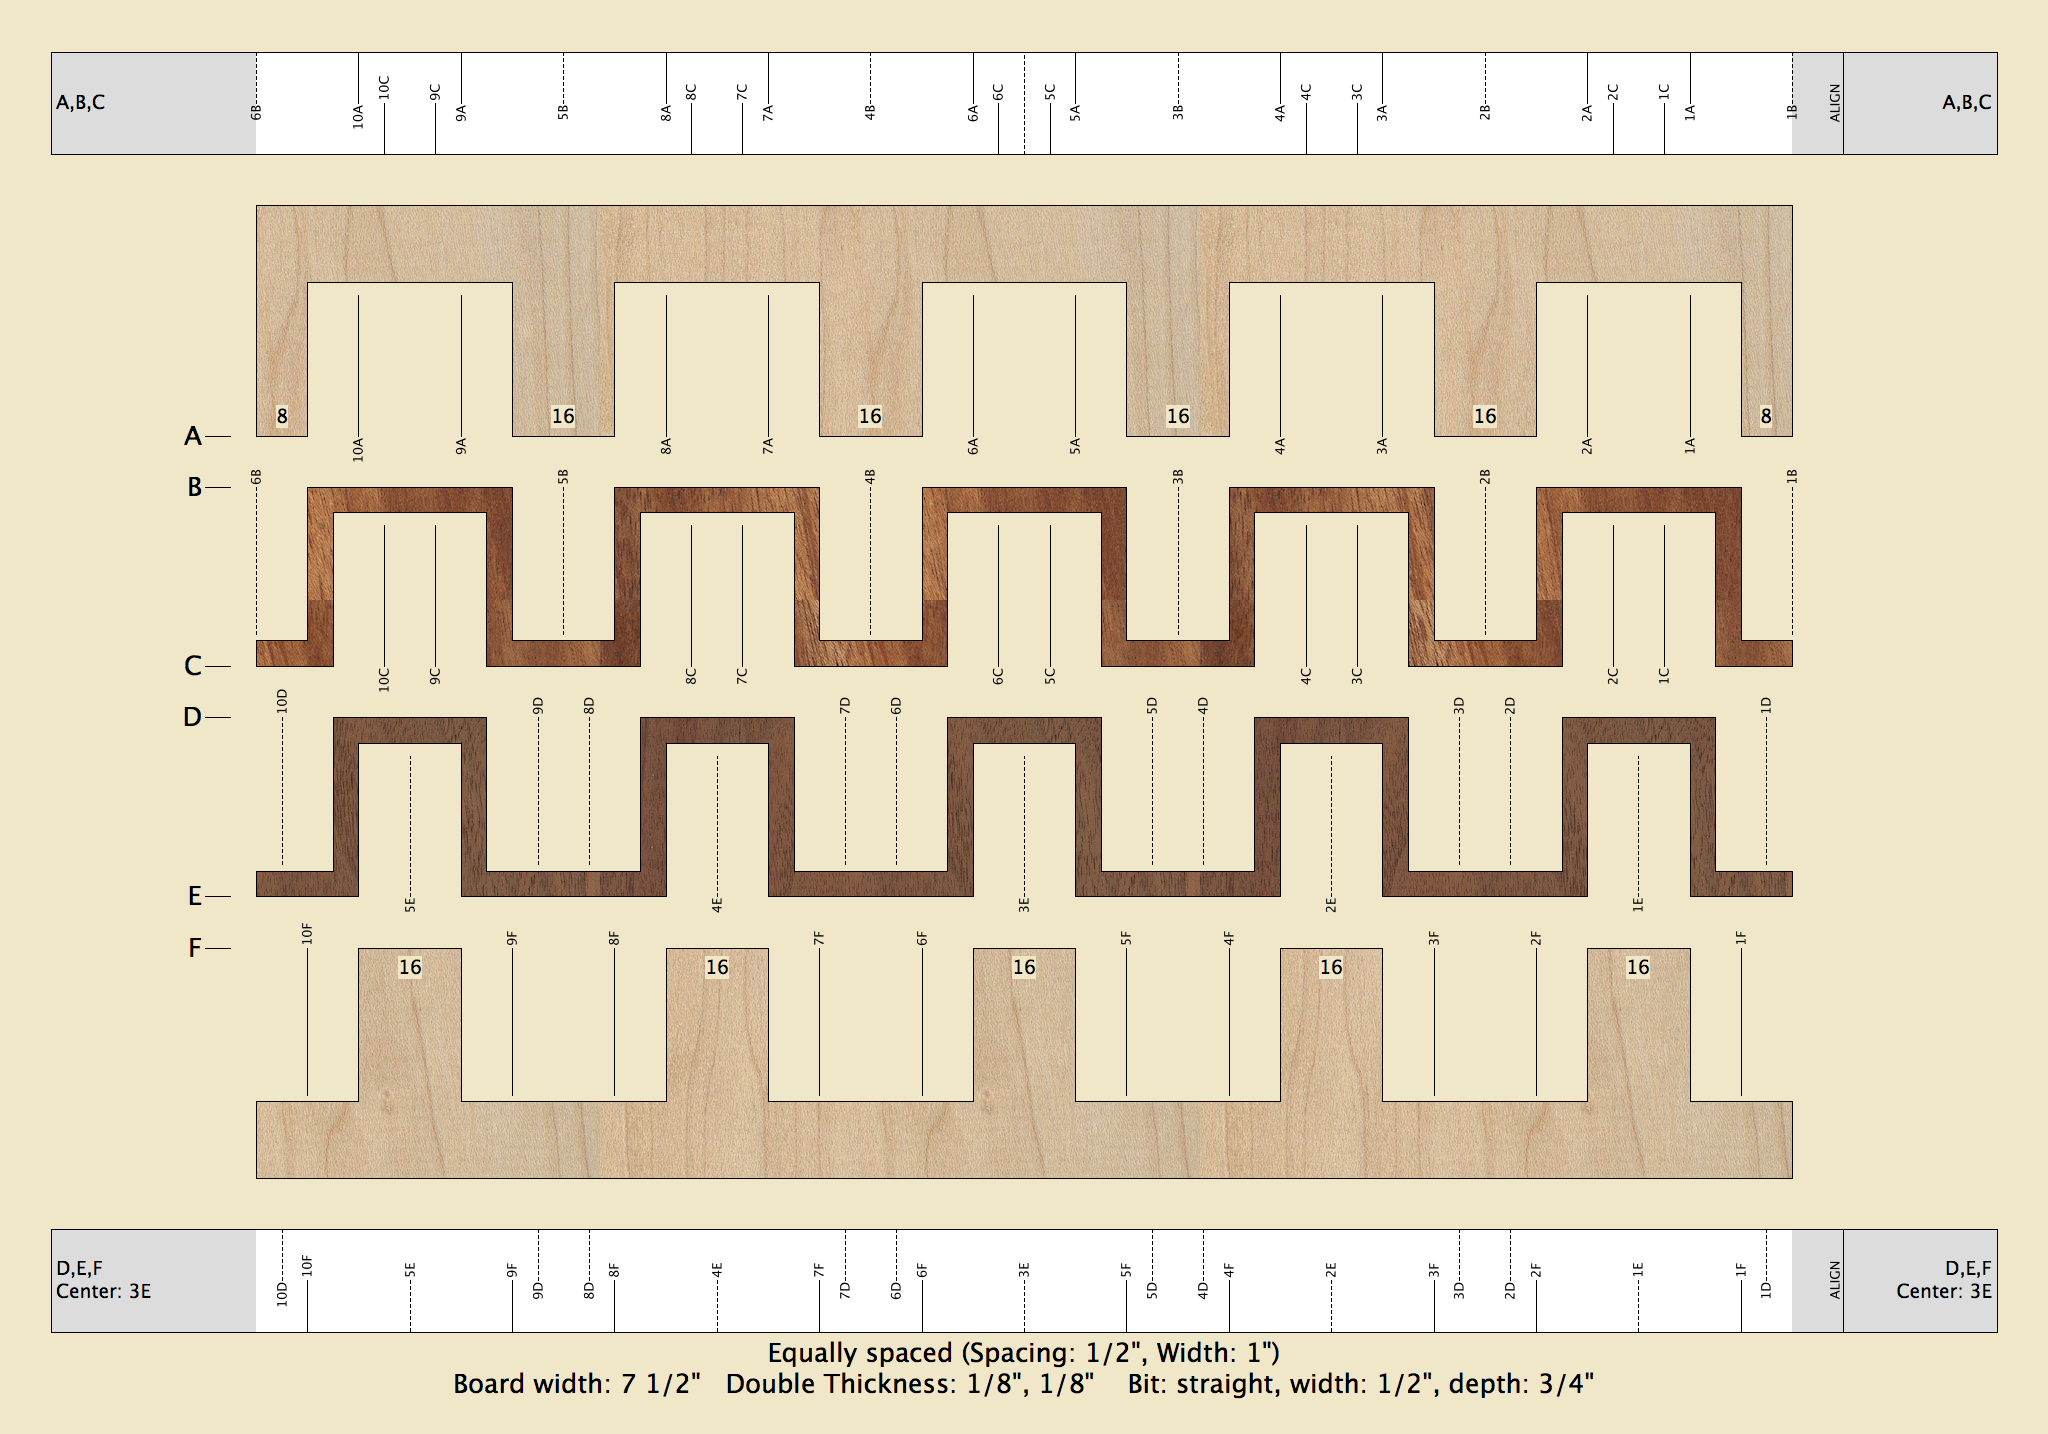 A,B,C
6B 10A 10C 9C 9A 5B 8A 8C 7C 7A 4B 6A 6C 5C 5A 3B 4A 4C 3C 3A 2B 2A 2C 1C 1A 1B ALIGN
A,B,C
8 16 16 16 16 8
A
10A 9A 8A 7A 6A 5A 4A 3A 2A 1A
6B 5B 4B 3B 2B 1B
B
C
10C 9C 8C 7C 6C 5C 4C 3C 2C 1C
10D 9D 8D 7D 6D 5D 4D 3D 2D 1D
D
E
5E 4E 3E 2E 1E
10F 9F 8F 7F 6F 5F 4F 3F 2F 1F
F
16 16 16 16 16
D,E,F
Center: 3E
10D 10F 5E 9F 9D 8D 8F 4E 7F 7D 6D 6F 3E 5F 5D 4D 4F 2E 3F 3D 2D 2F 1E 1F 1D ALIGN
D,E,F
Center: 3E
Equally spaced (Spacing: 1/2", Width: 1")
Board width: 7 1/2" Double Thickness: 1/8", 1/8" Bit: straight, width: 1/2", depth: 3/4"